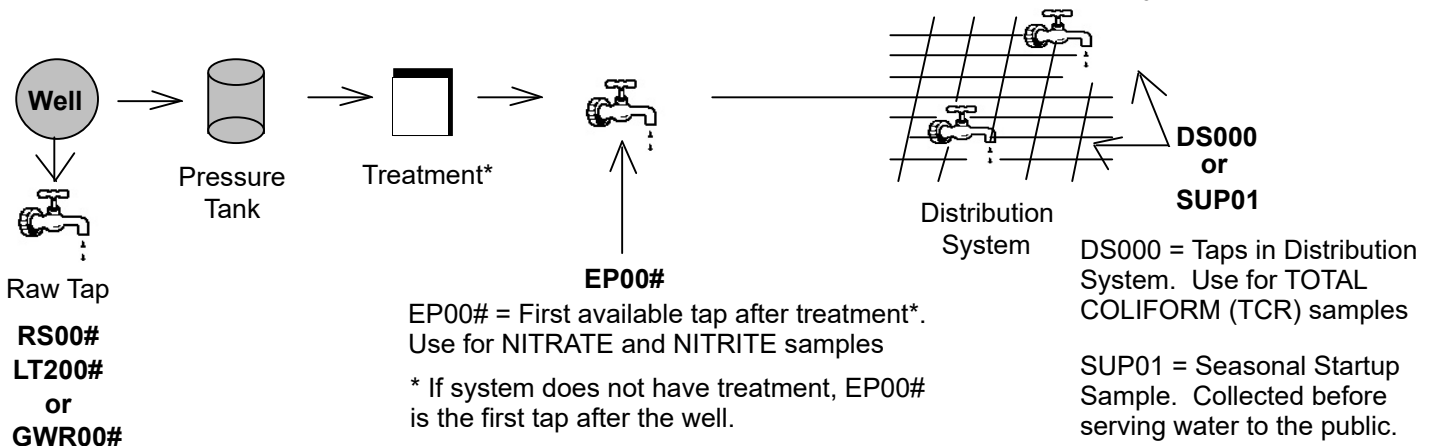 Well
Pressure
Tank
Treatment*
Raw Tap
RS00#
LT200#
or
GWR00#
EP00#
EP00# = First available tap after treatment*.
Use for NITRATE and NITRITE samples
* If system does not have treatment, EP00#
is the first tap after the well.
Distribution
System
DS000
or
SUP01
DS000 = Taps in Distribution
System. Use for TOTAL
COLIFORM (TCR) samples
SUP01 = Seasonal Startup
Sample. Collected before
serving water to the public.